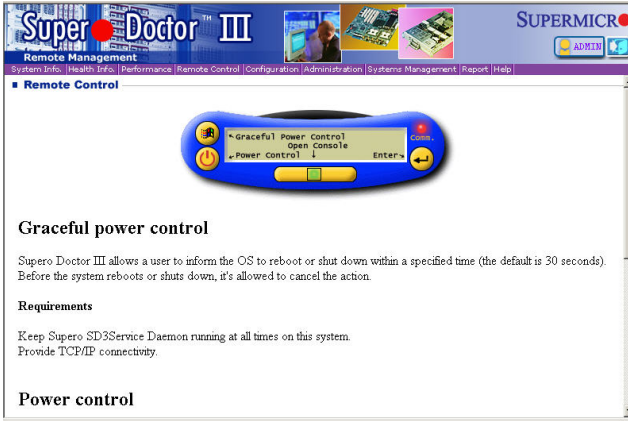 Supero Doctor™ III
SUPERMICR
Remote Management
ADMIN
System Info. |Health Info.|Performance|Remote Control|Configuration|Administration|Systems Management|Report|Help|
Remote Control
Graceful Power Control
Open Console
Power Control ↓
Enter
Comm.
Graceful power control
Supero Doctor III allows a user to inform the OS to reboot or shut down within a specified time (the default is 30 seconds).
Before the system reboots or shuts down, it's allowed to cancel the action.
Requirements
Keep Supero SD3Service Daemon running at all times on this system.
Provide TCP/IP connectivity.
Power control